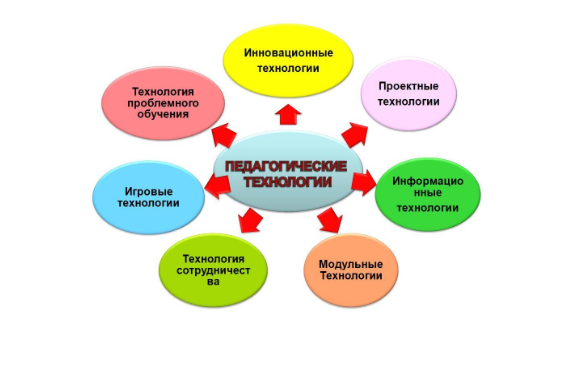 Инновационные
технологии
Проектные
технологии
Технология
проблемного
обучения
ПЕДАГОГИЧЕСКИЕ
ТЕХНОЛОГИИ
Информацио
нные
технологии
Игровые
технологии
Технология
сотрудничест
ва
Модульные
Технологии